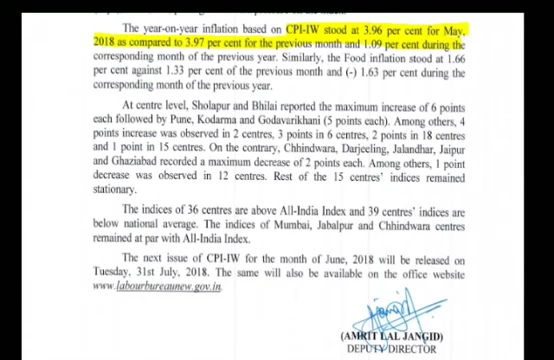 The year-on-year inflation based on CPI-IW stood at 3.96 per cent for May,
2018 as compared to 3.97 per cent for the previous month and 1.09 per cent during the
corresponding month of the previous year. Similarly, the Food inflation stood at 1.66
per cent against 1.33 per cent of the previous month and (-) 1.63 per cent during the
corresponding month of the previous year.
At centre level, Sholapur and Bhilai reported the maximum increase of 6 points
each followed by Pune, Kodarma and Godavarikhani (5 points each). Among others, 4
points increase was observed in 2 centres, 3 points in 6 centres, 2 points in 18 centres
and 1 point in 15 centres. On the contrary, Chhindwara, Darjeeling, Jalandhar, Jaipur
and Ghaziabad recorded a maximum decrease of 2 points each. Among others, 1 point
decrease was observed in 12 centres. Rest of the 15 centres' indices remained
stationary.
The indices of 36 centres are above All-India Index and 39 centres' indices are
below national average. The indices of Mumbai, Jabalpur and Chhindwara centres
remained at par with All-India Index.
The next issue of CPI-IW for the month of June, 2018 will be released on
Tuesday, 31st July, 2018. The same will also be available on the office website
www.labourbureaunew.gov.in.
(AMRIT LAL JANGID)
DEPUTY DIRECTOR